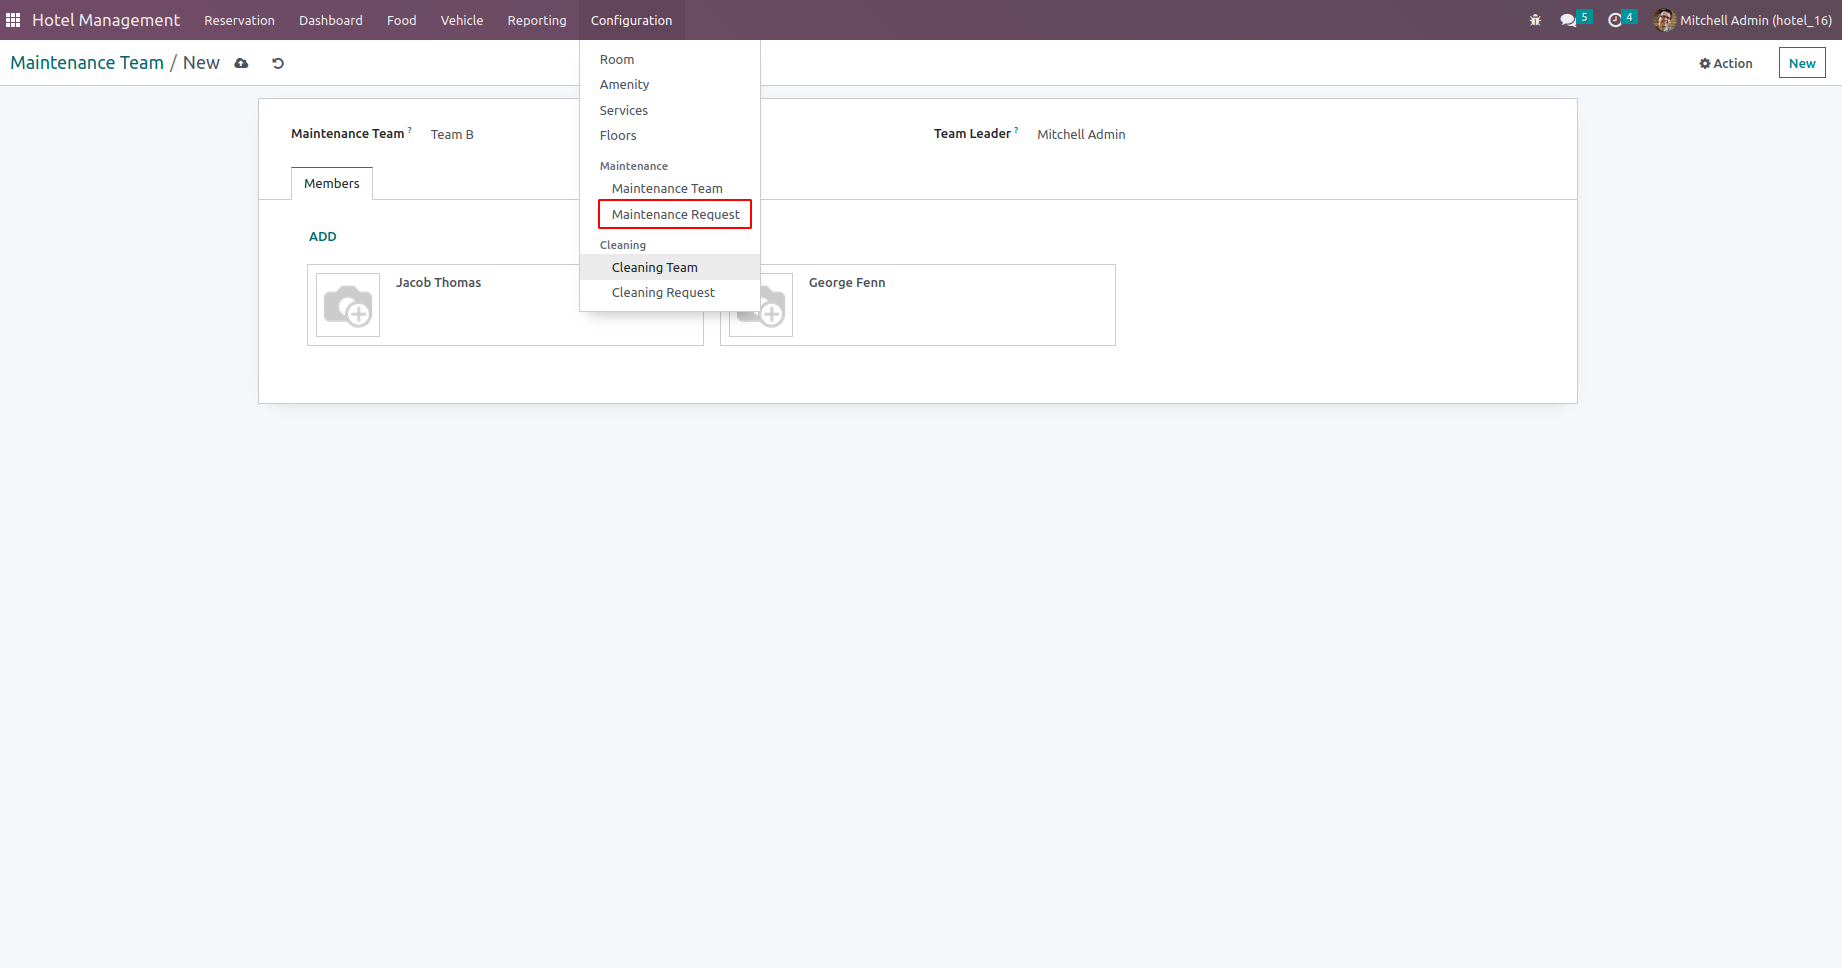 Hotel Management Reservation Dashboard Food Vehicle Reporting Configuration 5 4 Mitchell Admin (hotel_16)
Maintenance Team / New Action New
Room
Amenity
Services
Floors
Maintenance
Maintenance Team
Maintenance Request
Cleaning
Cleaning Team
Cleaning Request
Maintenance Team ? Team B Team Leader ? Mitchell Admin
Members
ADD
Jacob Thomas George Fenn